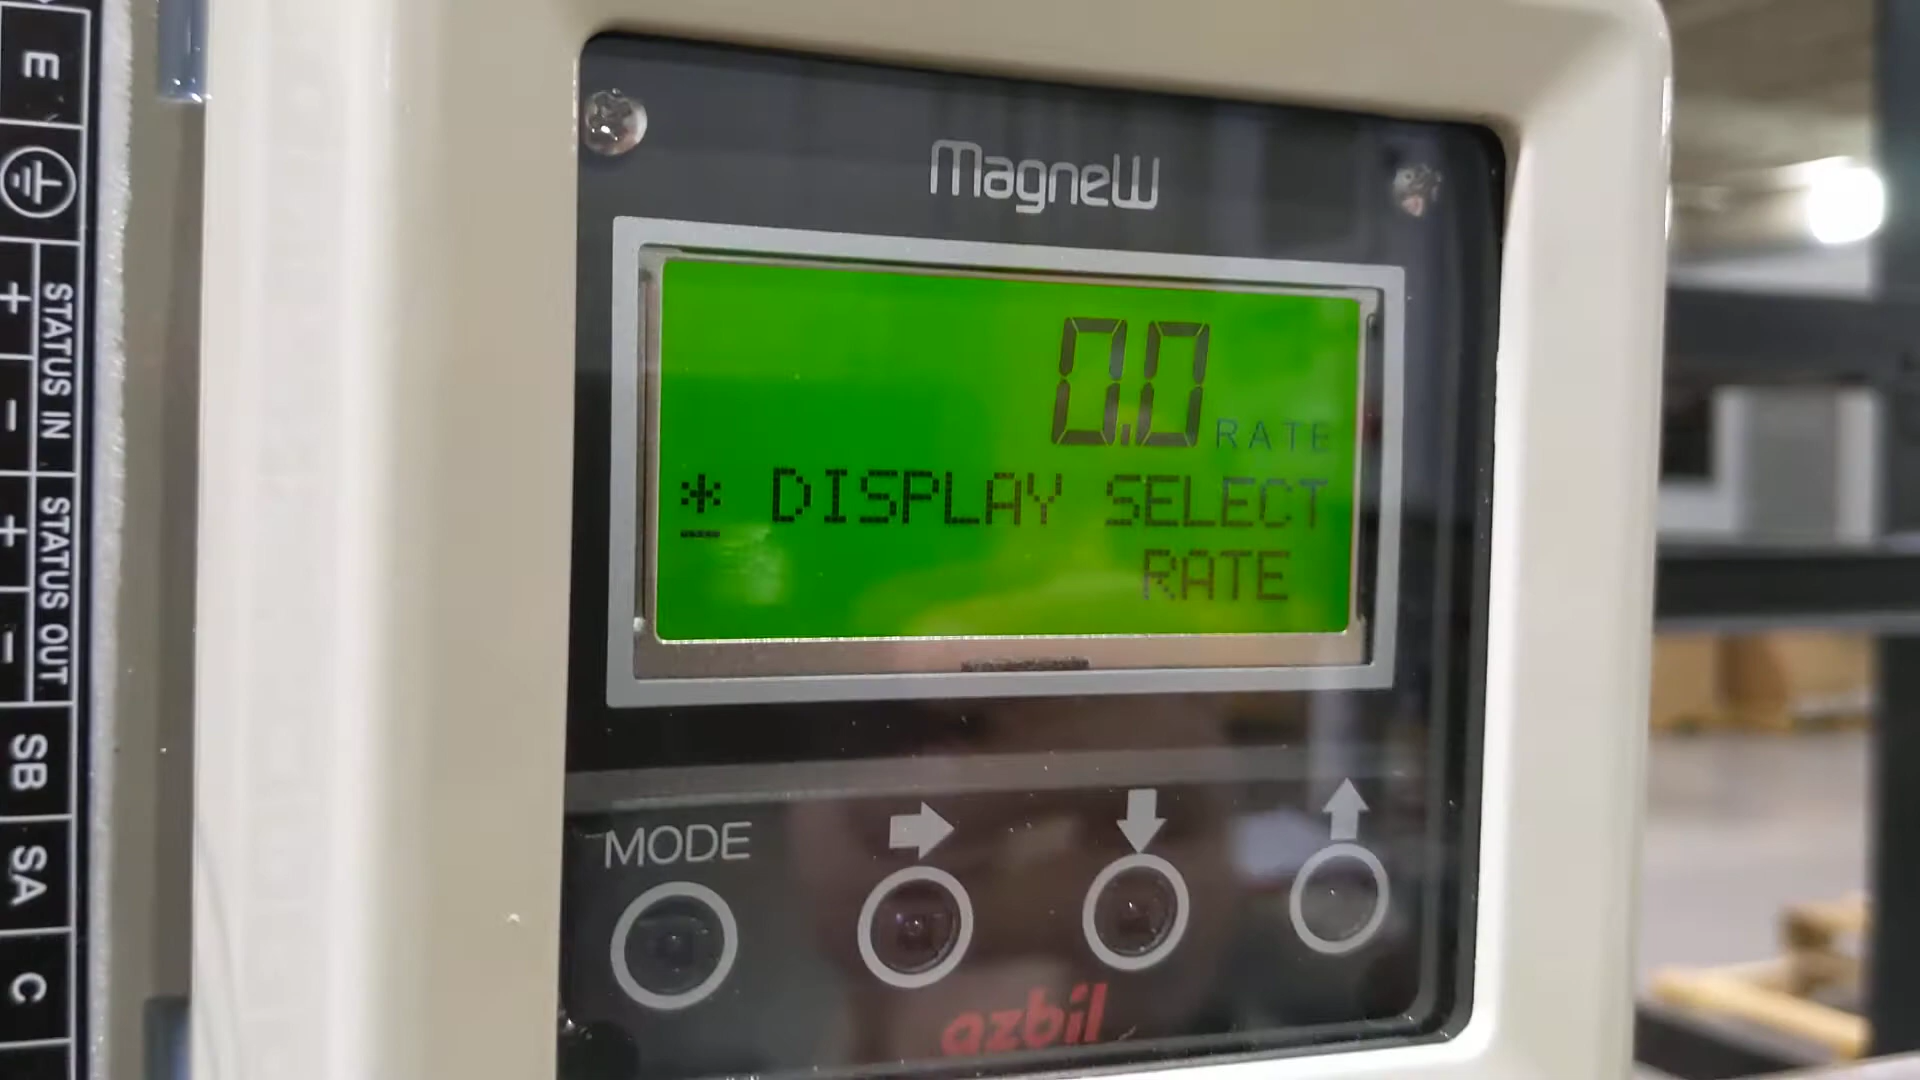 E
+
STATUS IN
-
+
STATUS OUT
-
SB
SA
C
MagneW
0.0 RATE
* DISPLAY SELECT
RATE
MODE
azbil